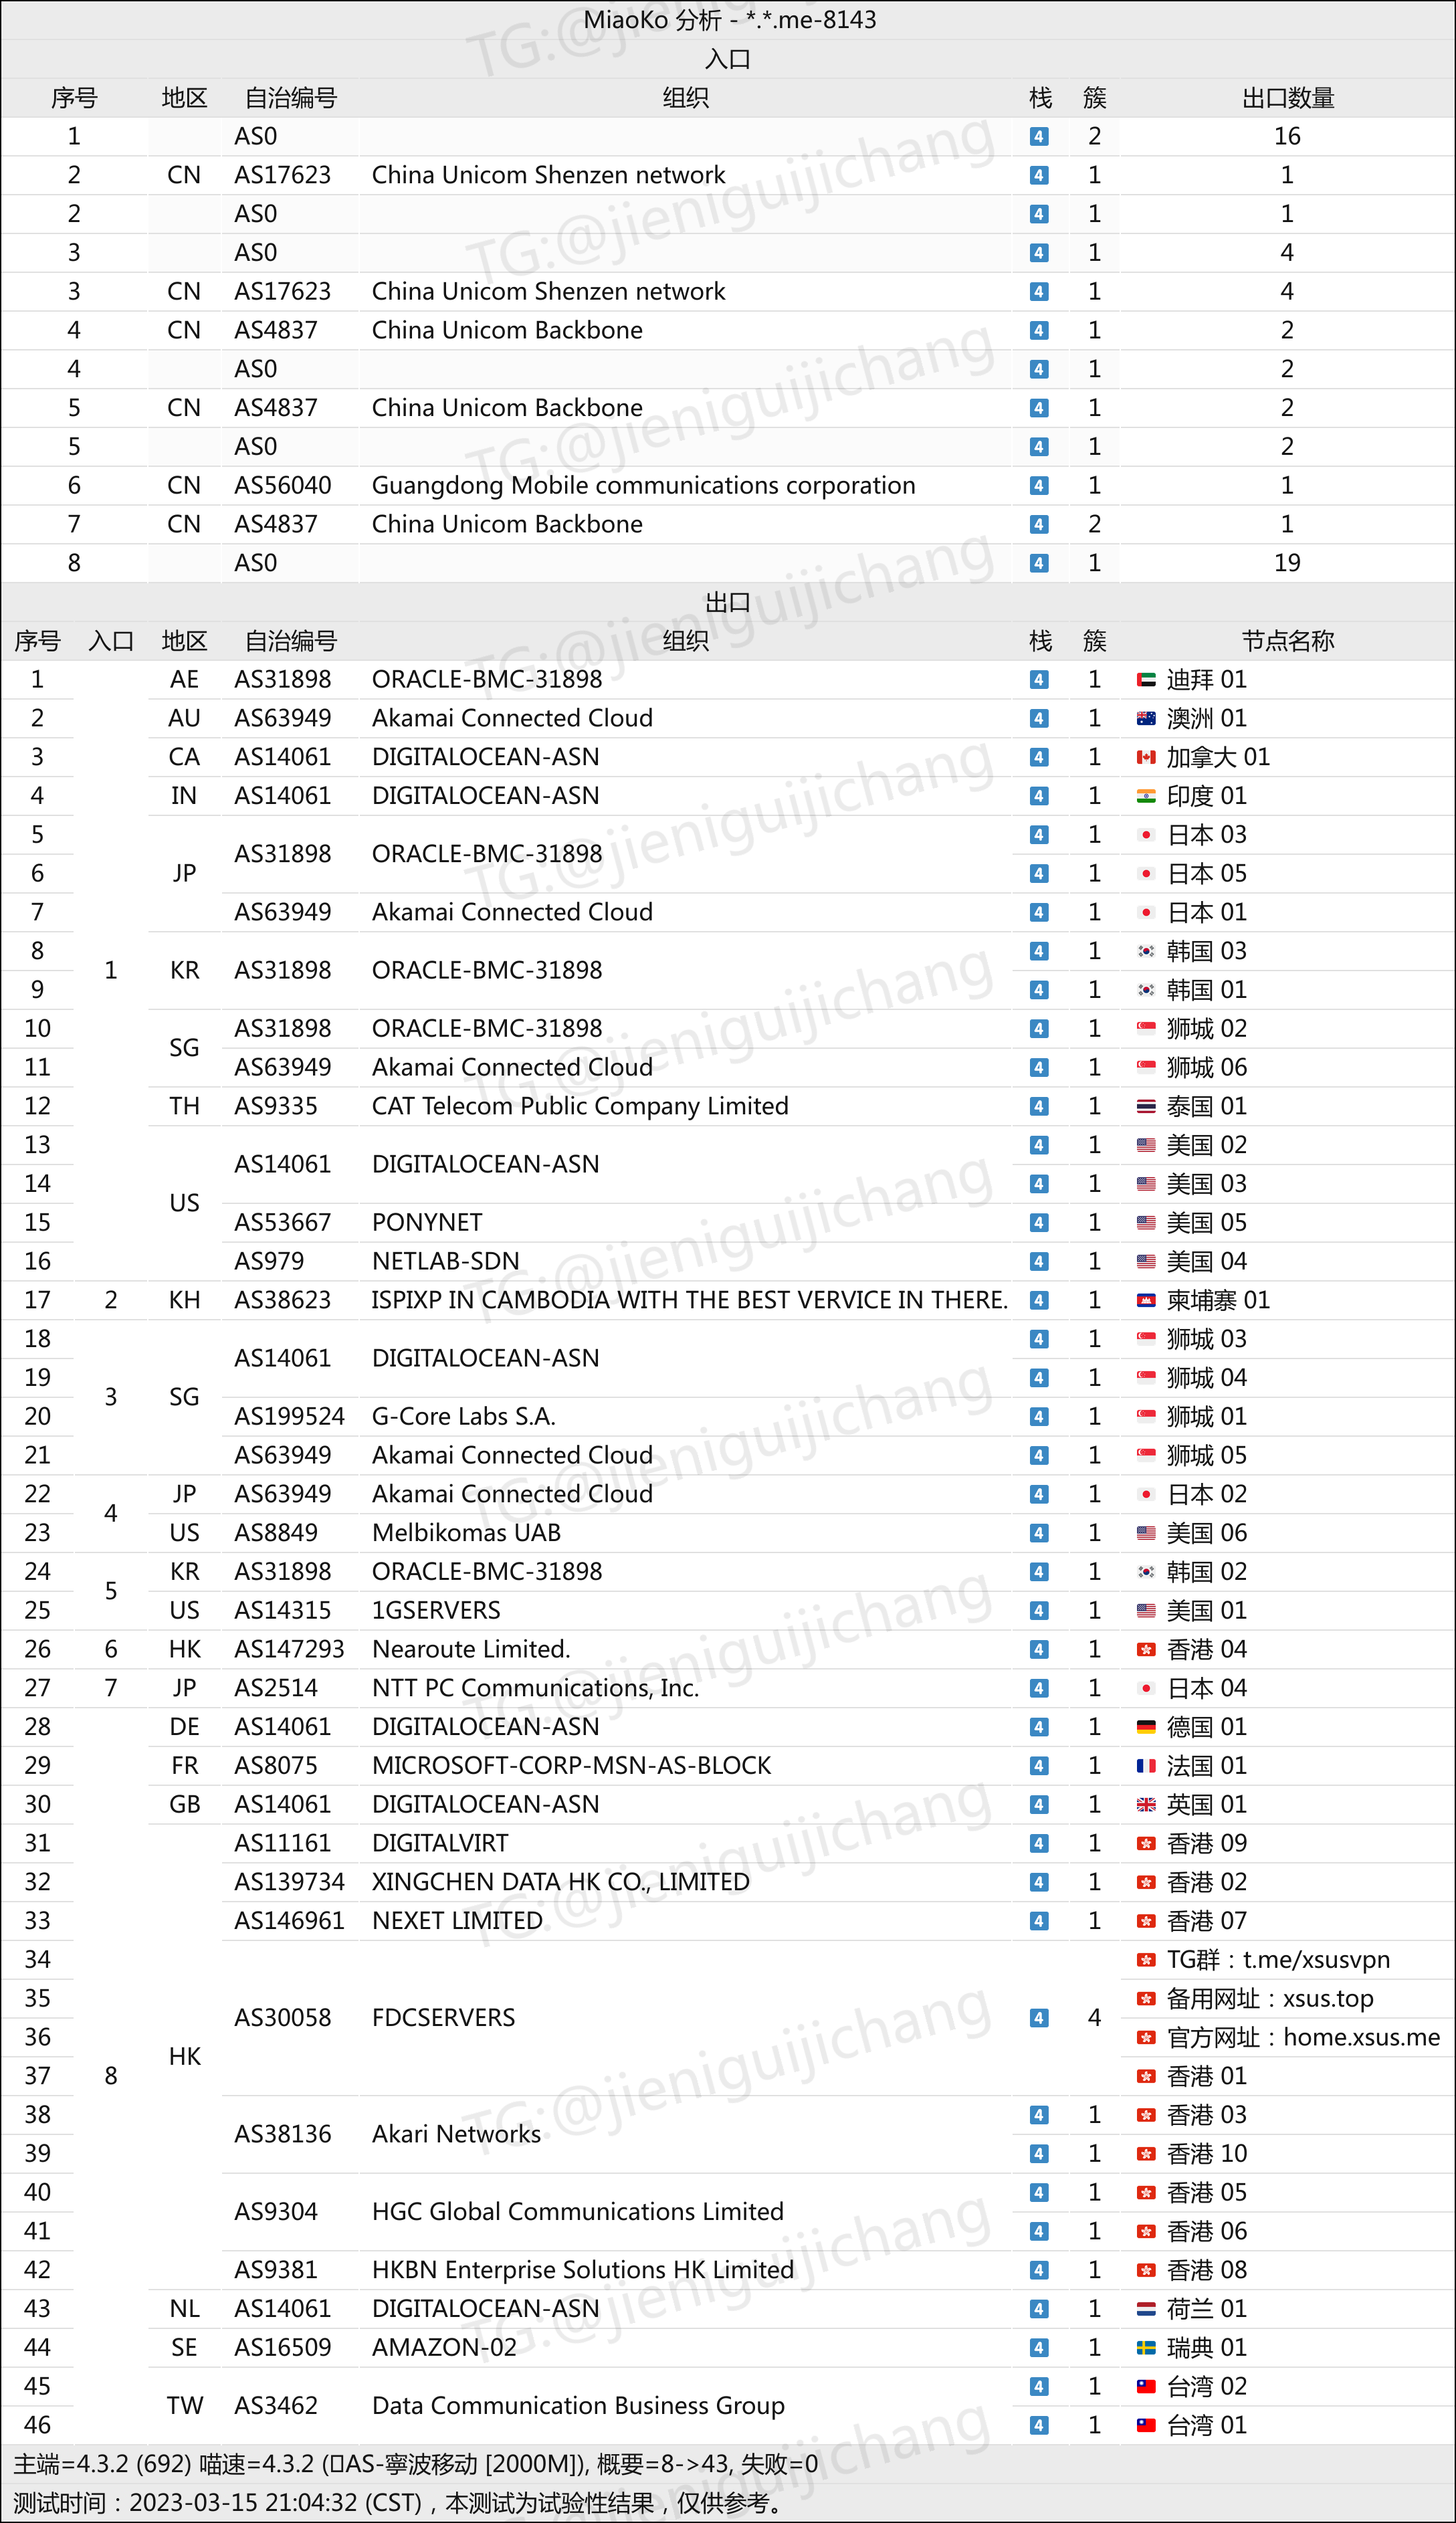 MiaoKo 分析 - *.*.me-8143
入口
序号 地区 自治编号 组织 栈 簇 出口数量
1 AS0 4 2 16
2 CN AS17623 China Unicom Shenzen network 4 1 1
2 AS0 4 1 1
3 AS0 4 1 4
3 CN AS17623 China Unicom Shenzen network 4 1 4
4 CN AS4837 China Unicom Backbone 4 1 2
4 AS0 4 1 2
5 CN AS4837 China Unicom Backbone 4 1 2
5 AS0 4 1 2
6 CN AS56040 Guangdong Mobile communications corporation 4 1 1
7 CN AS4837 China Unicom Backbone 4 2 1
8 AS0 4 1 19
出口
序号 入口 地区 自治编号 组织 栈 簇 节点名称
1 AE AS31898 ORACLE-BMC-31898 4 1 迪拜 01
2 AU AS63949 Akamai Connected Cloud 4 1 澳洲 01
3 CA AS14061 DIGITALOCEAN-ASN 4 1 加拿大 01
4 IN AS14061 DIGITALOCEAN-ASN 4 1 印度 01
5 AS31898 ORACLE-BMC-31898 4 1 日本 03
6 JP 4 1 日本 05
7 AS63949 Akamai Connected Cloud 4 1 日本 01
8 1 KR AS31898 ORACLE-BMC-31898 4 1 韩国 03
9 4 1 韩国 01
10 SG AS31898 ORACLE-BMC-31898 4 1 狮城 02
11 AS63949 Akamai Connected Cloud 4 1 狮城 06
12 TH AS9335 CAT Telecom Public Company Limited 4 1 泰国 01
13 AS14061 DIGITALOCEAN-ASN 4 1 美国 02
14 US 4 1 美国 03
15 AS53667 PONYNET 4 1 美国 05
16 AS979 NETLAB-SDN 4 1 美国 04
17 2 KH AS38623 ISPIXP IN CAMBODIA WITH THE BEST VERVICE IN THERE. 4 1 柬埔寨 01
18 AS14061 DIGITALOCEAN-ASN 4 1 狮城 03
19 3 SG 4 1 狮城 04
20 AS199524 G-Core Labs S.A. 4 1 狮城 01
21 AS63949 Akamai Connected Cloud 4 1 狮城 05
22 4 JP AS63949 Akamai Connected Cloud 4 1 日本 02
23 US AS8849 Melbikomas UAB 4 1 美国 06
24 5 KR AS31898 ORACLE-BMC-31898 4 1 韩国 02
25 US AS14315 1GSERVERS 4 1 美国 01
26 6 HK AS147293 Nearoute Limited. 4 1 香港 04
27 7 JP AS2514 NTT PC Communications, Inc. 4 1 日本 04
28 DE AS14061 DIGITALOCEAN-ASN 4 1 德国 01
29 FR AS8075 MICROSOFT-CORP-MSN-AS-BLOCK 4 1 法国 01
30 GB AS14061 DIGITALOCEAN-ASN 4 1 英国 01
31 AS11161 DIGITALVIRT 4 1 香港 09
32 AS139734 XINGCHEN DATA HK CO., LIMITED 4 1 香港 02
33 AS146961 NEXET LIMITED 4 1 香港 07
34 TG群：t.me/xsusvpn
35 AS30058 FDCSERVERS 4 4 备用网址：xsus.top
36 HK 官方网址：home.xsus.me
37 8 香港 01
38 AS38136 Akari Networks 4 1 香港 03
39 4 1 香港 10
40 AS9304 HGC Global Communications Limited 4 1 香港 05
41 4 1 香港 06
42 AS9381 HKBN Enterprise Solutions HK Limited 4 1 香港 08
43 NL AS14061 DIGITALOCEAN-ASN 4 1 荷兰 01
44 SE AS16509 AMAZON-02 4 1 瑞典 01
45 TW AS3462 Data Communication Business Group 4 1 台湾 02
46 4 1 台湾 01
主端=4.3.2 (692) 喵速=4.3.2 (▯AS-寧波移动 [2000M]), 概要=8->43, 失败=0
测试时间：2023-03-15 21:04:32 (CST)，本测试为试验性结果，仅供参考。
TG:@jieniguijichang